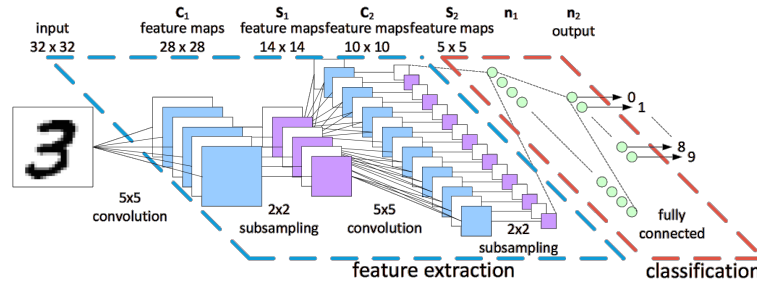 input
32 x 32
C1
feature maps
28 x 28
S1
feature maps
14 x 14
C2
feature maps
10 x 10
S2
feature maps
5 x 5
n1
n2
output
3
0
1
8
9
5x5
convolution
2x2
subsampling
5x5
convolution
2x2
subsampling
fully
connected
feature extraction
classification